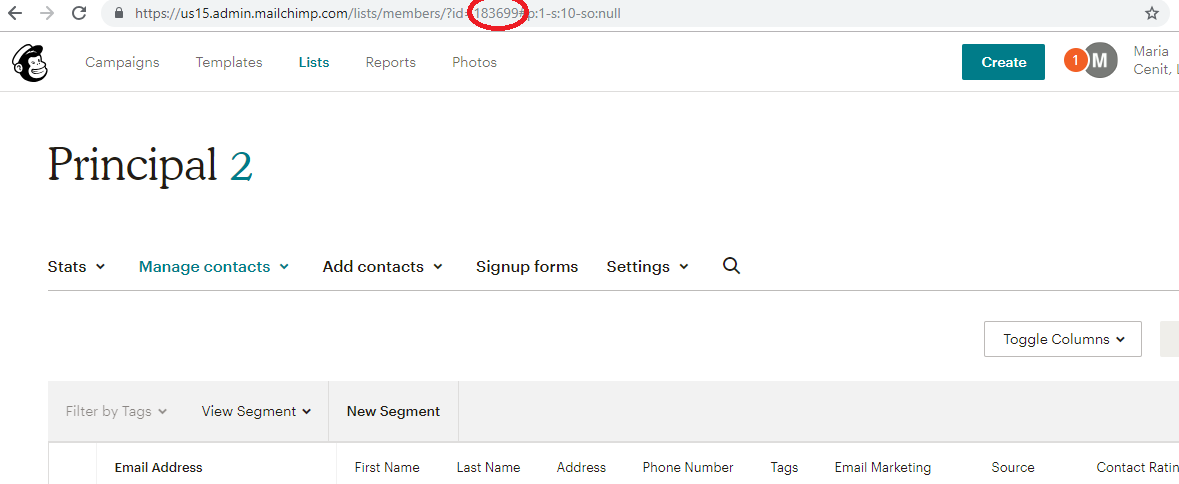 https://us15.admin.mailchimp.com/lists/members/?id=183699#p:1-s:10-so:null
Campaigns Templates Lists Reports Photos Create 1 M Maria
Cenit, L
Principal 2
Stats Manage contacts Add contacts Signup forms Settings
Toggle Columns
Filter by Tags View Segment New Segment
Email Address First Name Last Name Address Phone Number Tags Email Marketing Source Contact Ratin